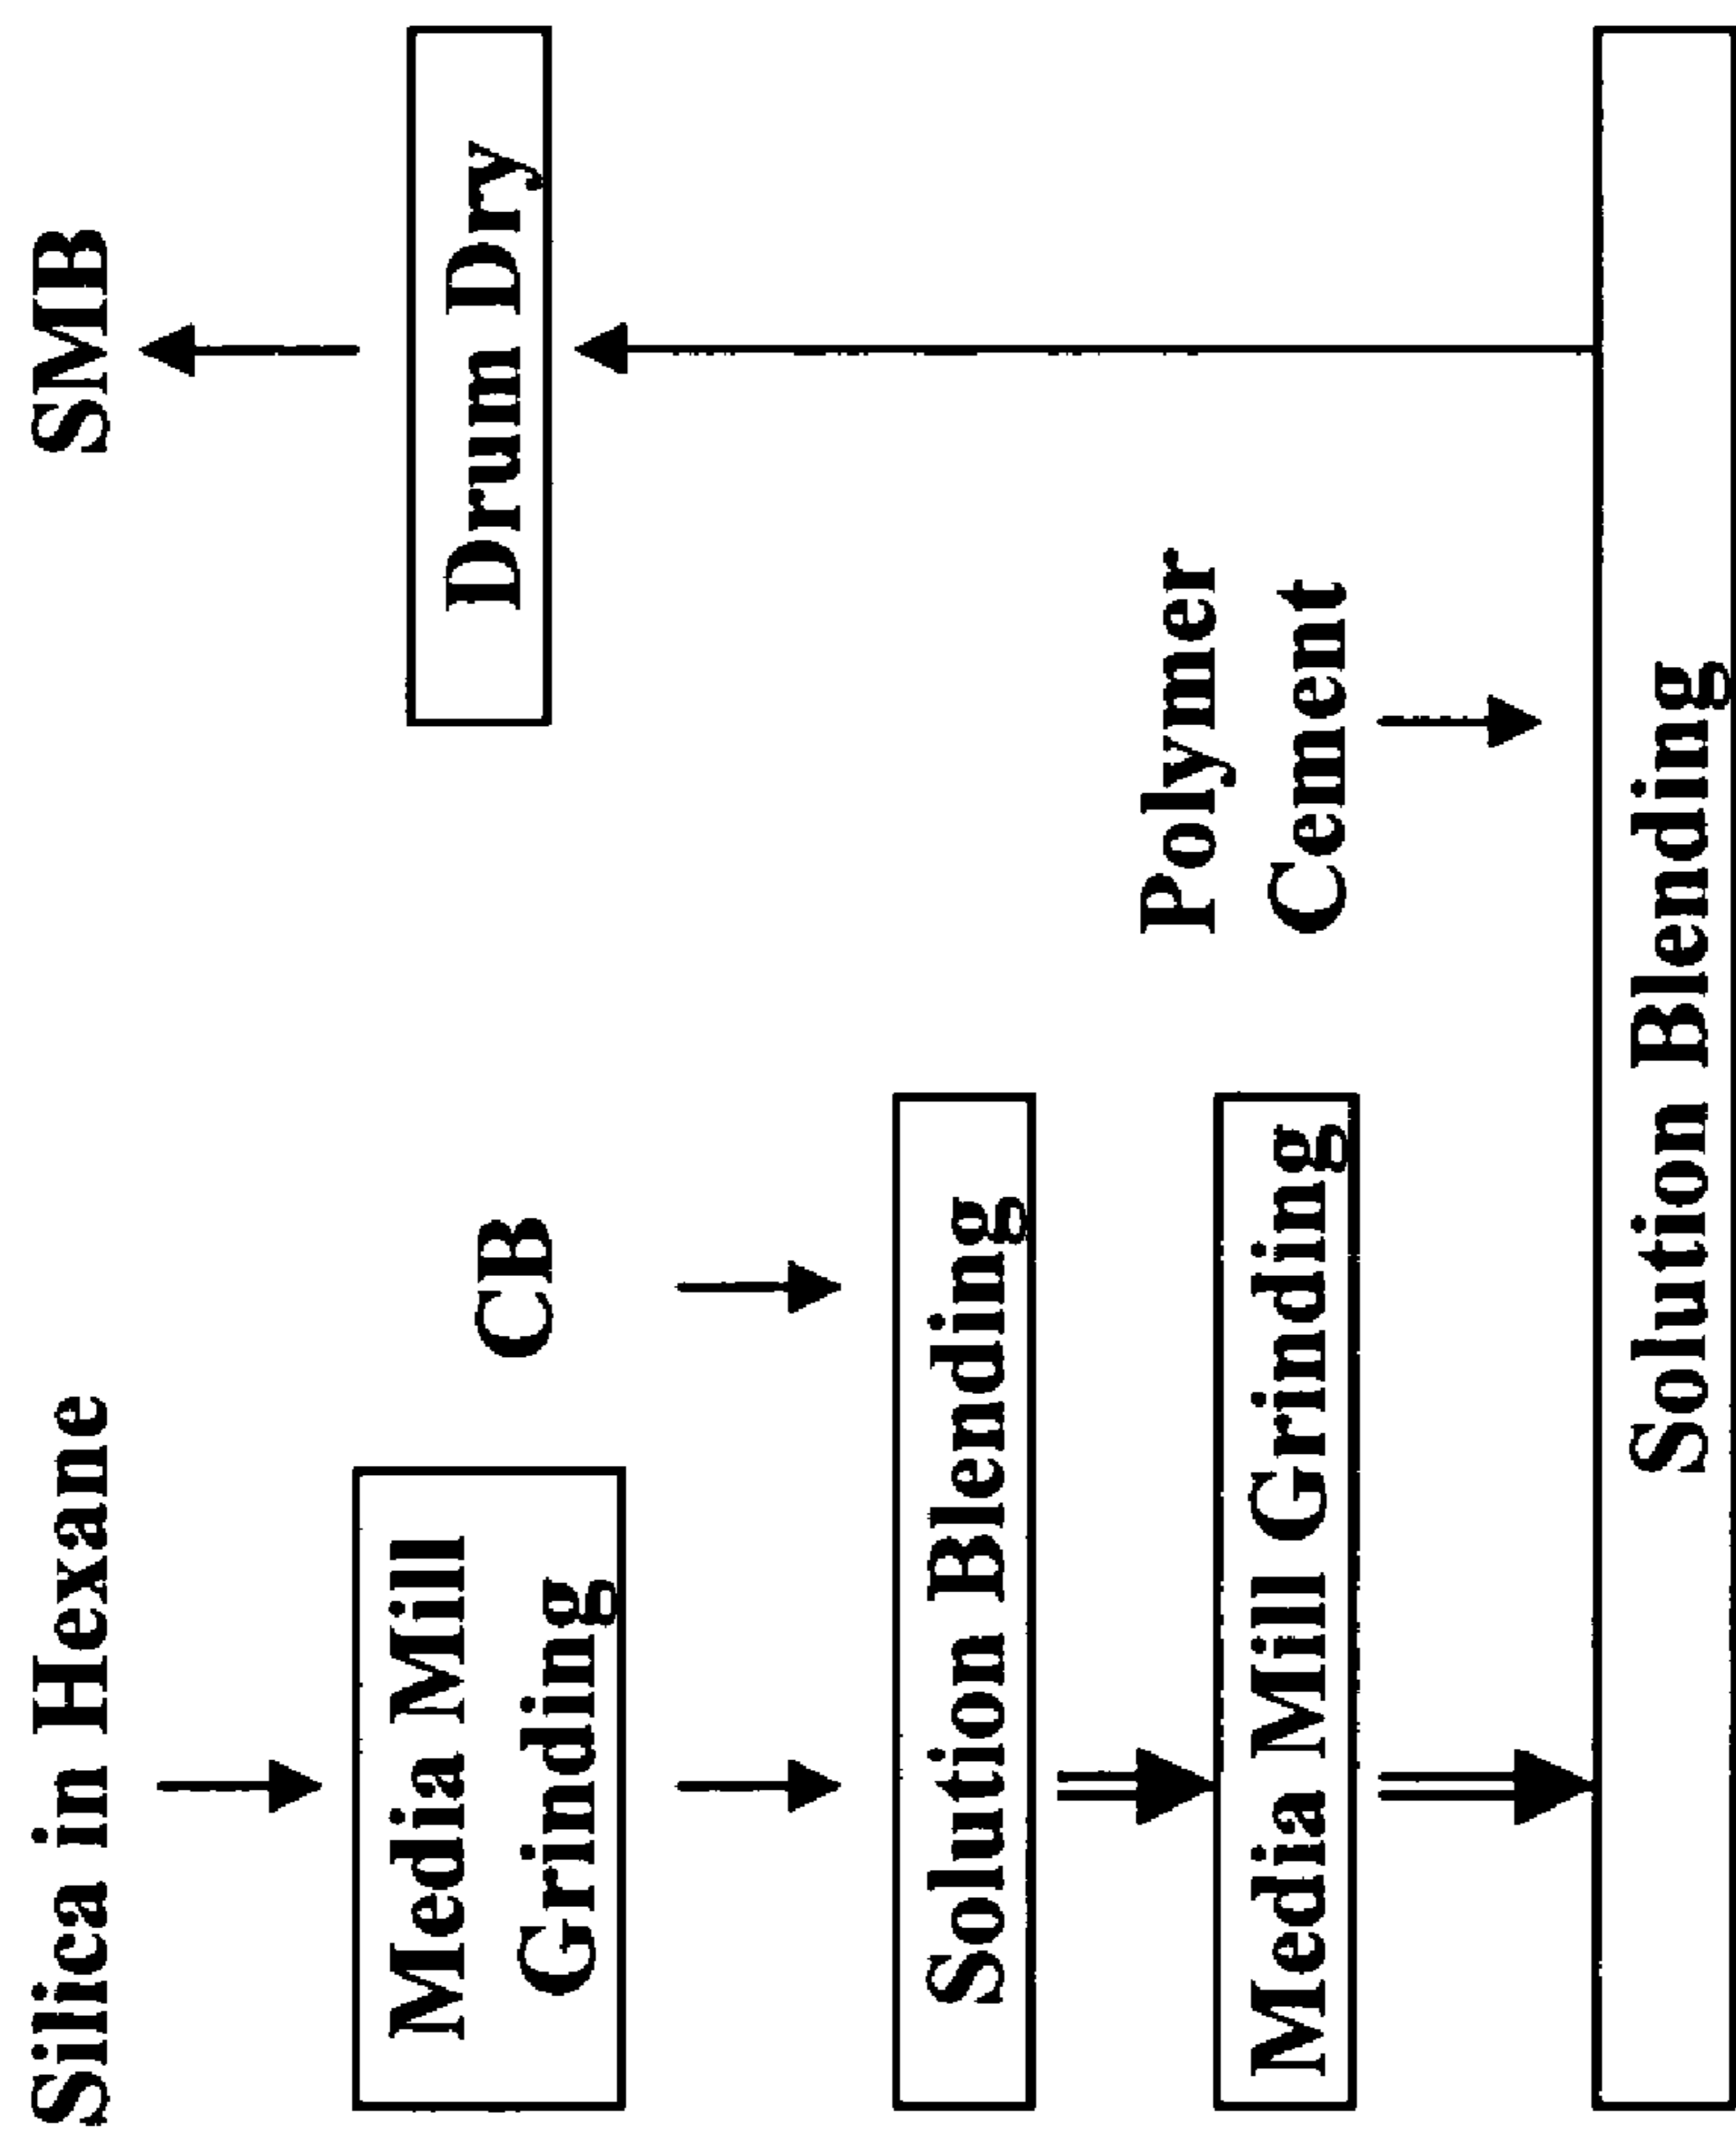 Silica in Hexane
SMB
Media Mill
Grinding
CB
Drum Dry
Solution Blending
Media Mill Grinding
Polymer
Cement
Solution Blending